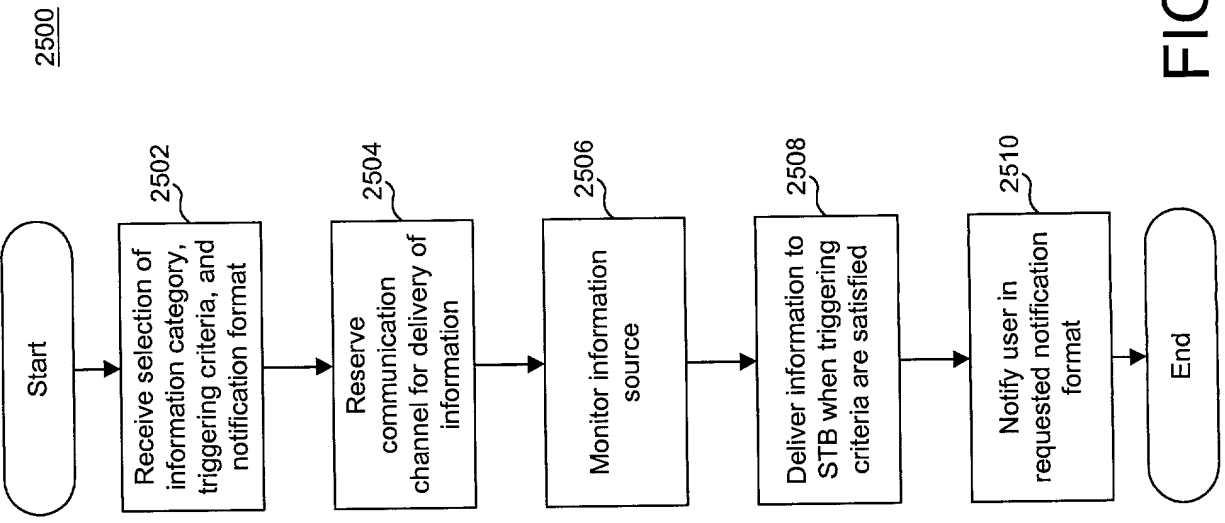 2500
Start
2502
Receive selection of
information category,
triggering criteria, and
notification format
2504
Reserve
communication
channel for delivery of
information
2506
Monitor information
source
2508
Deliver information to
STB when triggering
criteria are satisfied
2510
Notify user in
requested notification
format
End